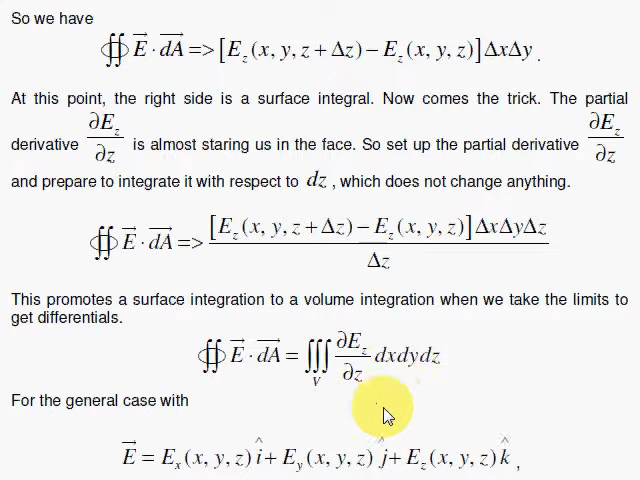 So we have
∯ E⃗ · dA⃗ => [E_z(x, y, z + Δz) − E_z(x, y, z)]ΔxΔy .
At this point, the right side is a surface integral. Now comes the trick. The partial
derivative ∂E_z/∂z is almost staring us in the face. So set up the partial derivative ∂E_z/∂z
and prepare to integrate it with respect to dz , which does not change anything.
∯ E⃗ · dA⃗ => [E_z(x, y, z + Δz) − E_z(x, y, z)]ΔxΔyΔz / Δz
This promotes a surface integration to a volume integration when we take the limits to
get differentials.
∯ E⃗ · dA⃗ = ∭_V ∂E_z/∂z dxdydz
For the general case with
E⃗ = E_x(x, y, z) î + E_y(x, y, z) ĵ + E_z(x, y, z) k̂ ,